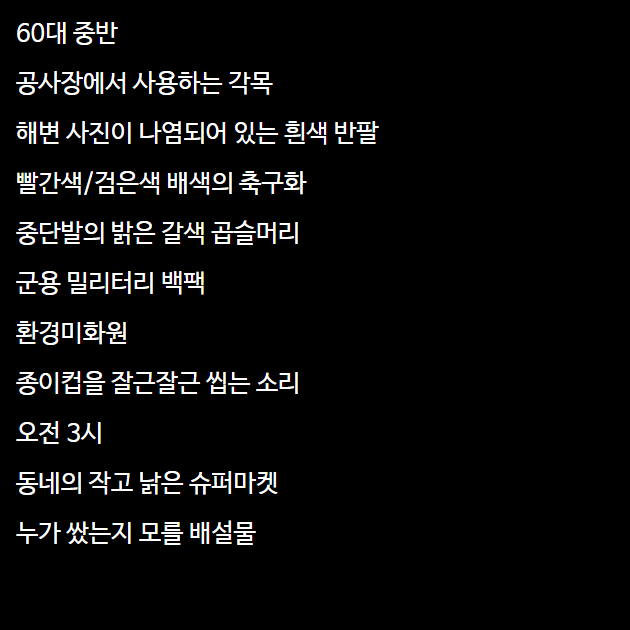 60대 중반
공사장에서 사용하는 각목
해변 사진이 나염되어 있는 흰색 반팔
빨간색/검은색 배색의 축구화
중단발의 밝은 갈색 곱슬머리
군용 밀리터리 백팩
환경미화원
종이컵을 잘근잘근 씹는 소리
오전 3시
동네의 작고 낡은 슈퍼마켓
누가 쌌는지 모를 배설물